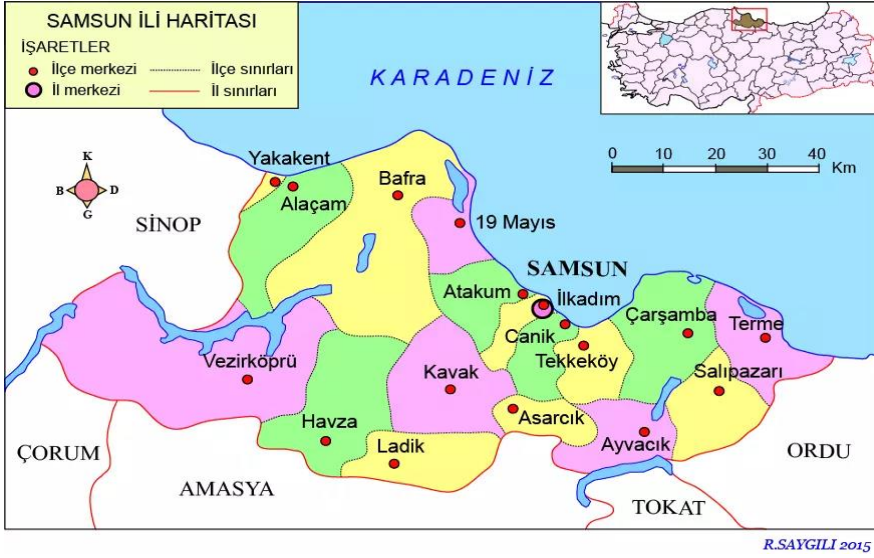 SAMSUN İLİ HARİTASI
İŞARETLER
İlçe merkezi
İlçe sınırları
İl merkezi
İl sınırları
KARADENİZ
0 10 20 30 40
Km
K
B D
G
Yakakent
Alaçam
Bafra
19 Mayıs
SİNOP
SAMSUN
Atakum
İlkadım
Çarşamba
Terme
Canik
Tekkeköy
Vezirköprü
Kavak
Salıpazarı
Asarcık
Havza
Ladik
Ayvacık
ÇORUM
ORDU
AMASYA
TOKAT
R.SAYGILI 2015